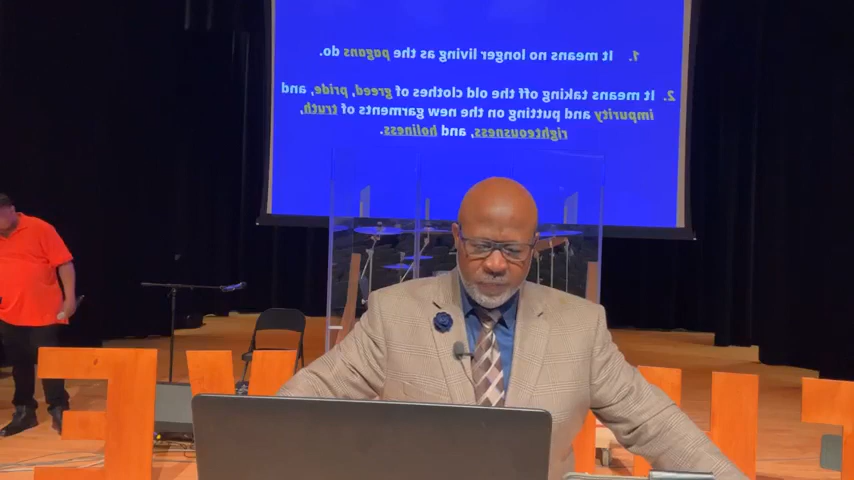 1. It means no longer living as the pagans do.
2. It means taking off the old clothes of greed, pride, and
impurity and putting on the new garments of truth,
righteousness, and holiness.